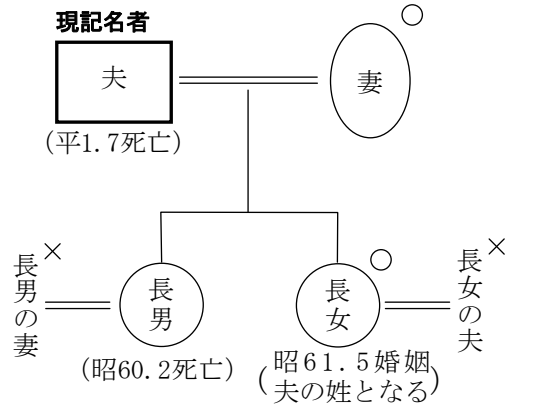 現記名者
○
夫
妻
(平1.7死亡)
長男の妻
×
長男
長女
○
長女の夫
×
(昭60.2死亡)
(昭61.5婚姻
夫の姓となる)